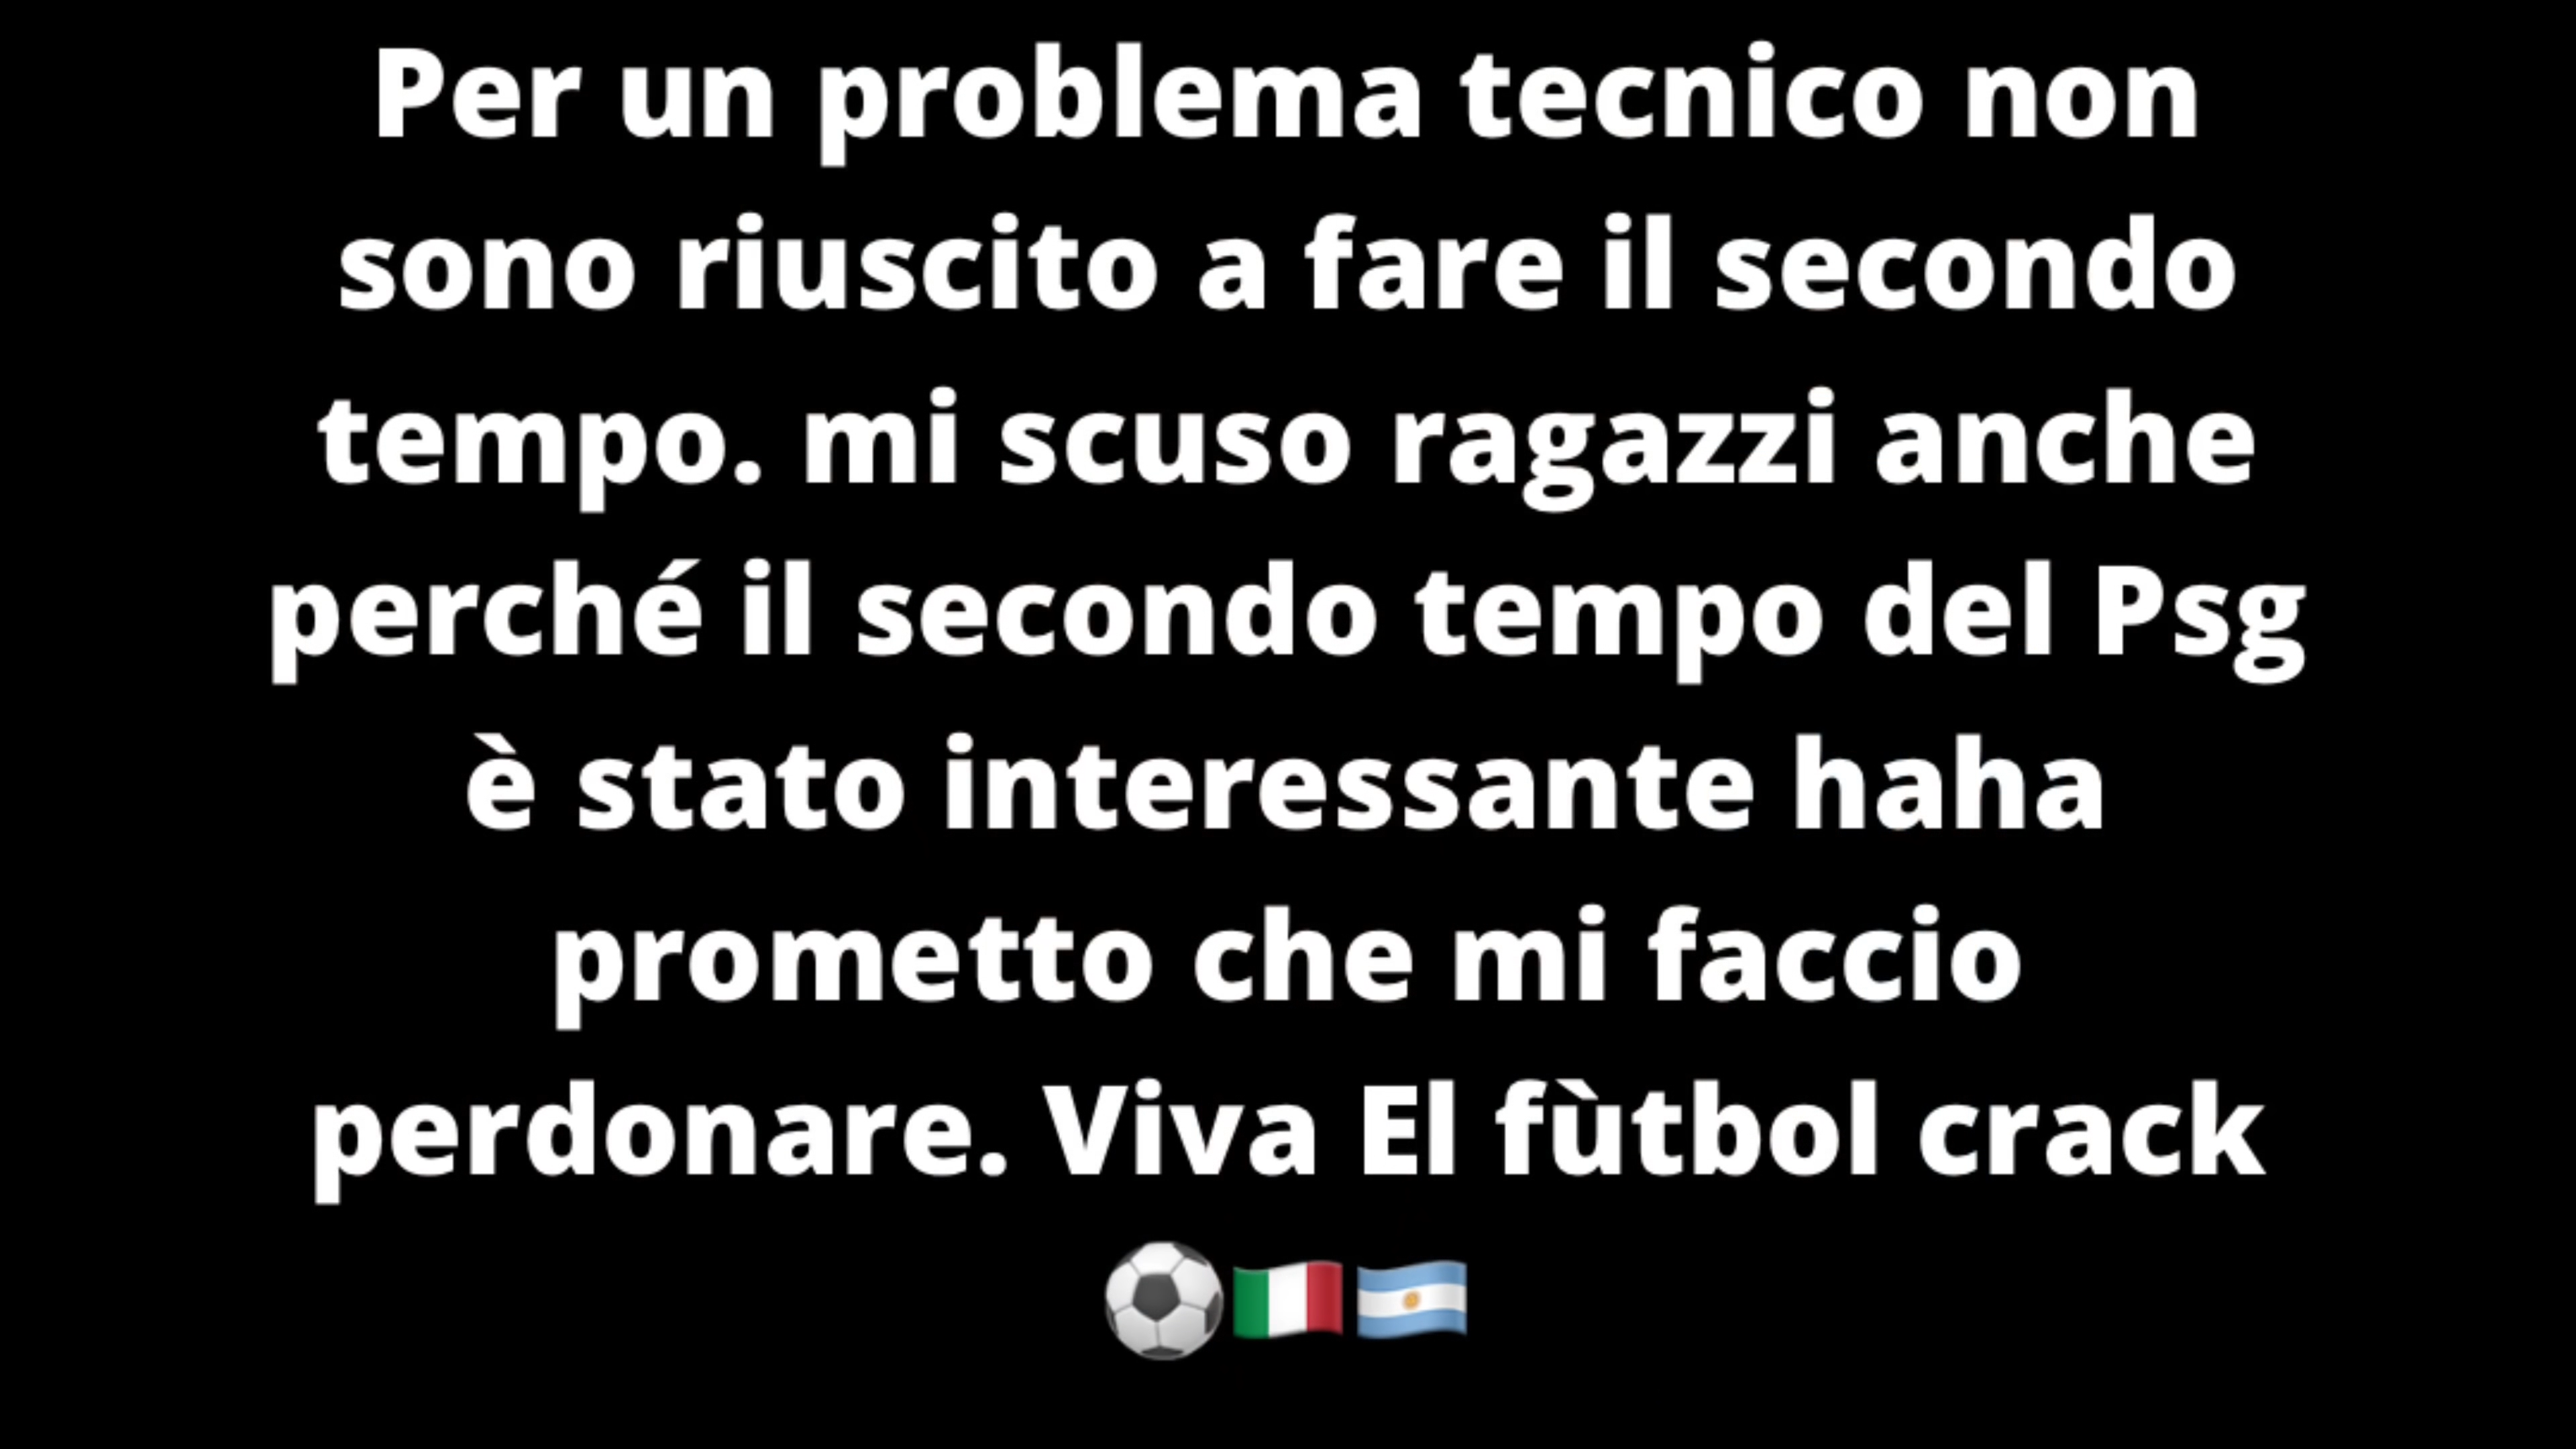 Per un problema tecnico non
sono riuscito a fare il secondo
tempo. mi scuso ragazzi anche
perché il secondo tempo del Psg
è stato interessante haha
prometto che mi faccio
perdonare. Viva El fùtbol crack
⚽🇮🇹🇦🇷